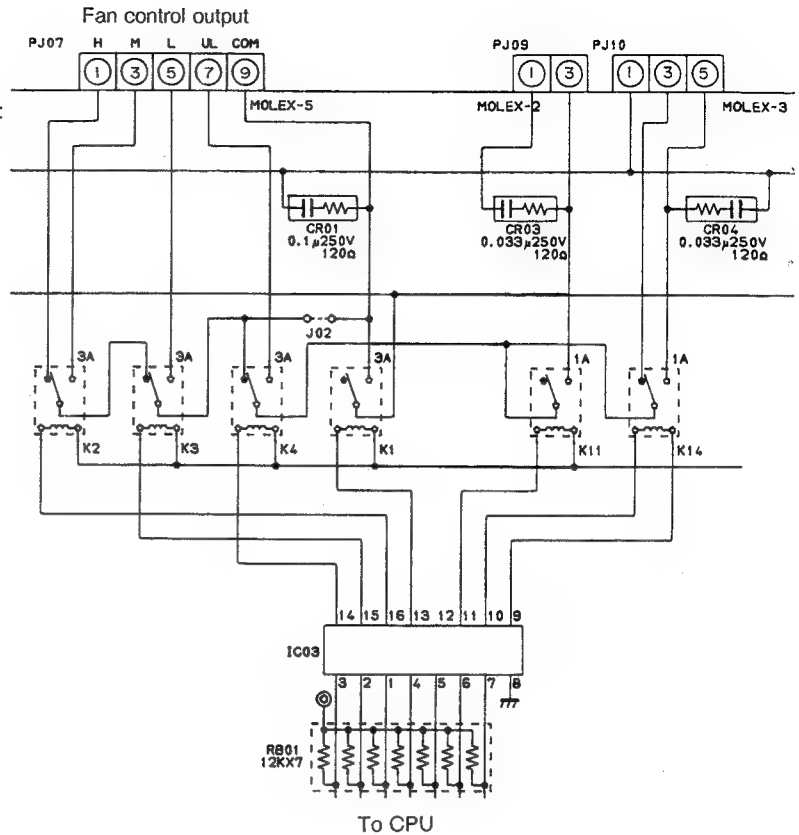 Fan control output
PJ07 H M L UL COM
1 3 5 7 9
MOLEX-5
PJ09
1 3
MOLEX-2
PJ10
1 3 5
MOLEX-3
CR01
0.1µ250V
120Ω
CR03
0.033µ250V
120Ω
CR04
0.033µ250V
120Ω
J02
3A 3A 3A 3A 1A 1A
K2 K3 K4 K1 K11 K14
14 15 16 13 12 11 10 9
IC03
3 2 1 4 5 6 7 8
RB01
12KX7
To CPU